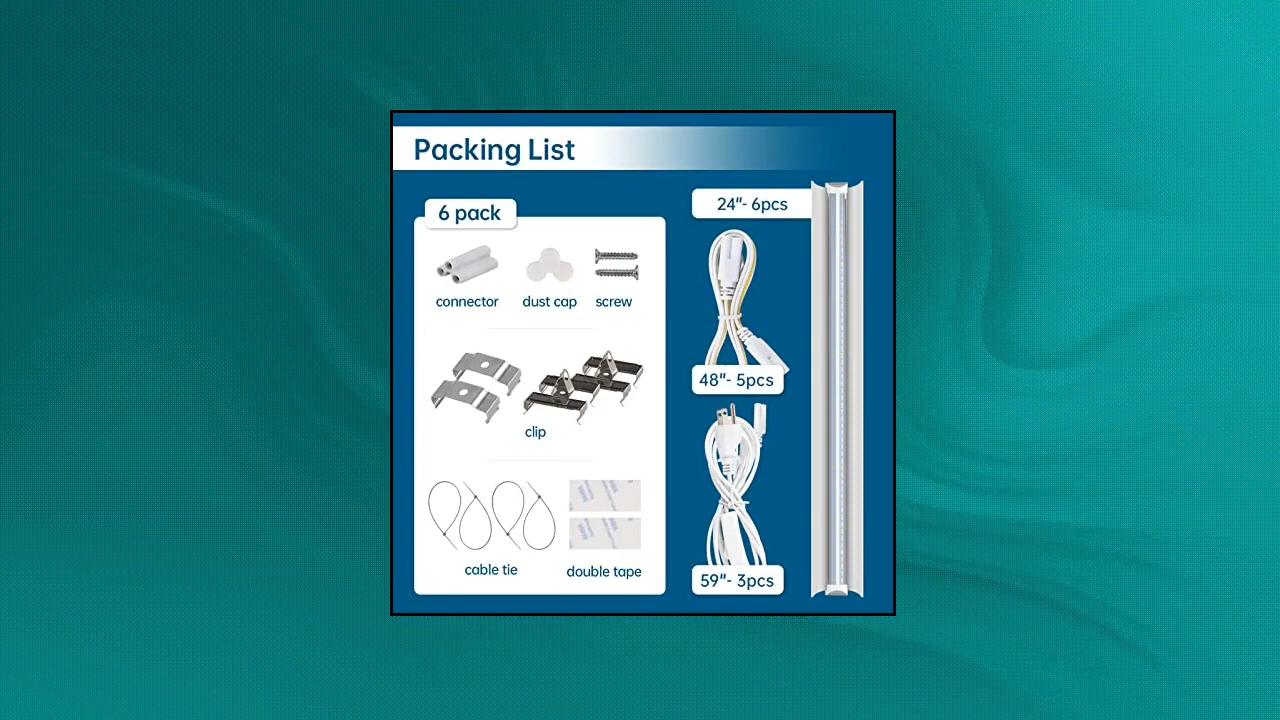 Packing List
6 pack
connector
dust cap
screw
clip
cable tie
double tape
24"- 6pcs
48"- 5pcs
59"- 3pcs